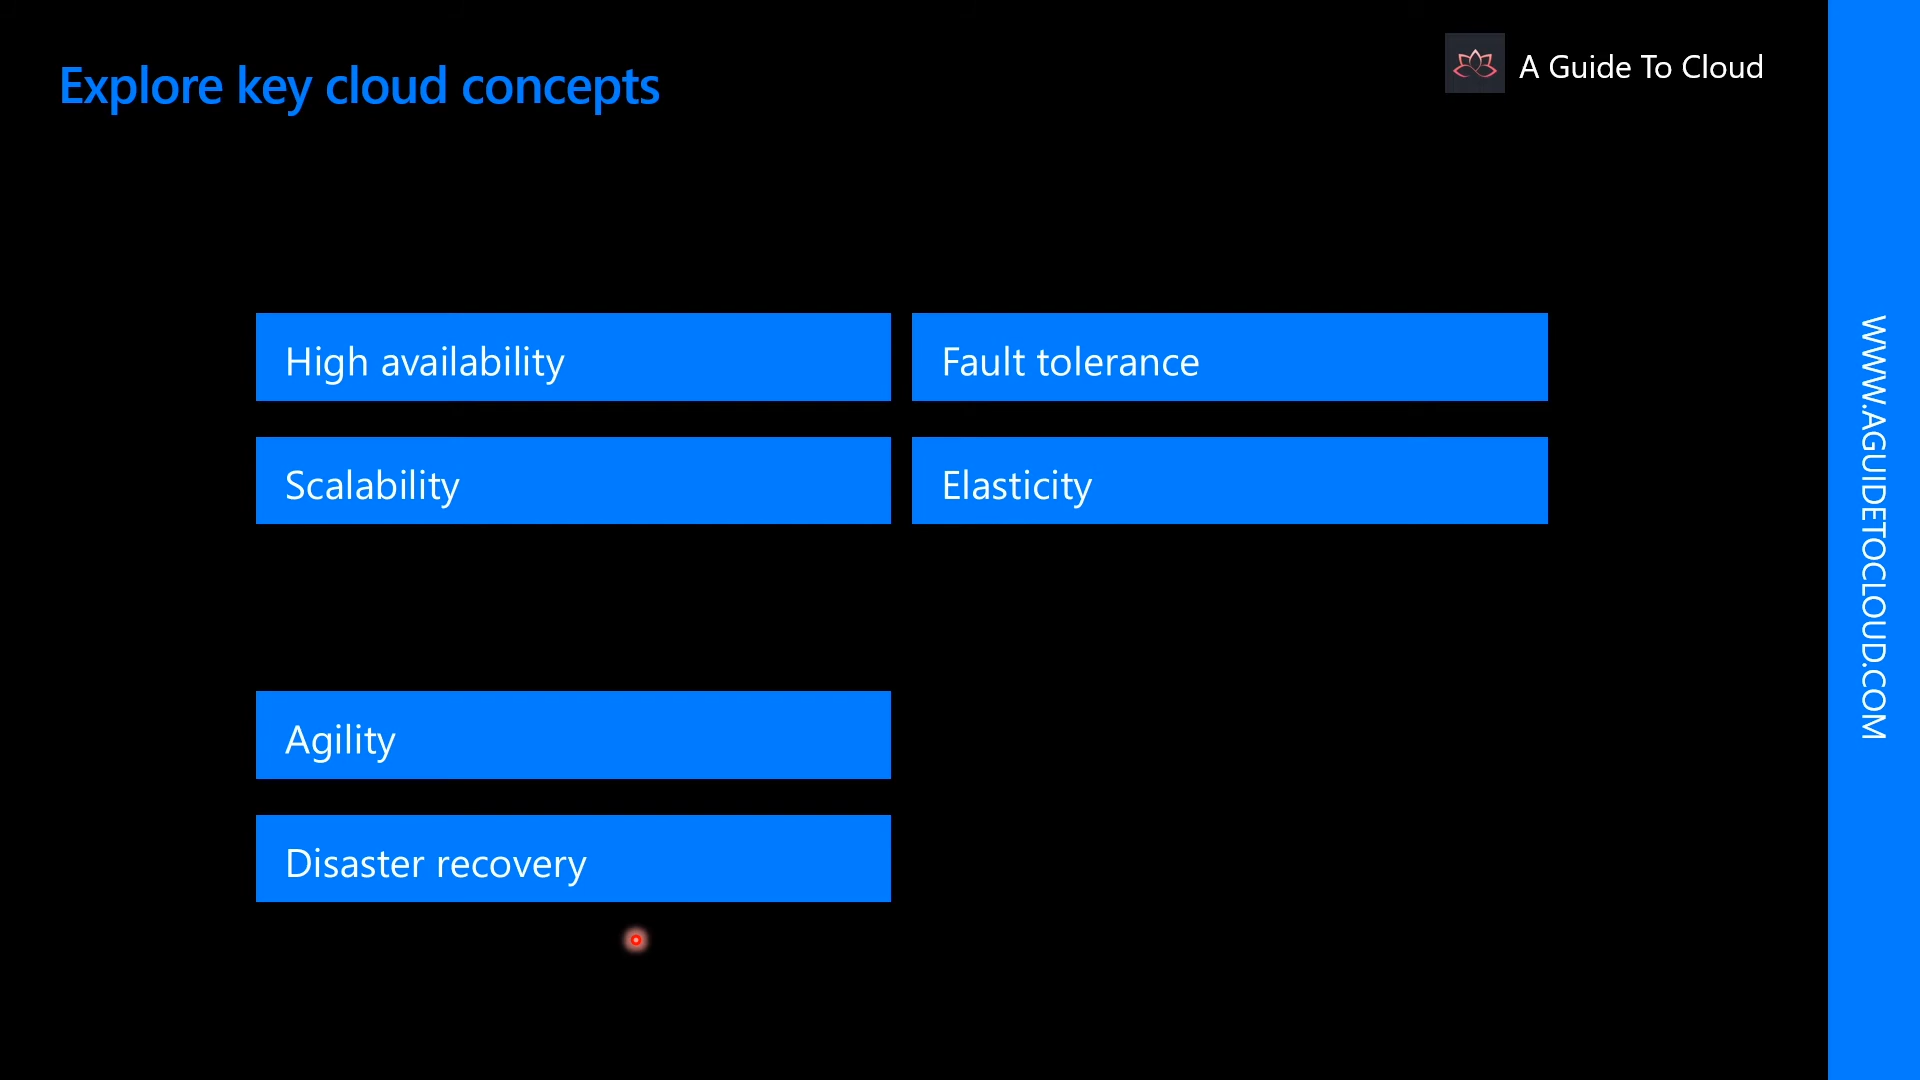 Explore key cloud concepts
A Guide To Cloud
High availability
Fault tolerance
Scalability
Elasticity
Agility
Disaster recovery
WWW.AGUIDETOCLOUD.COM